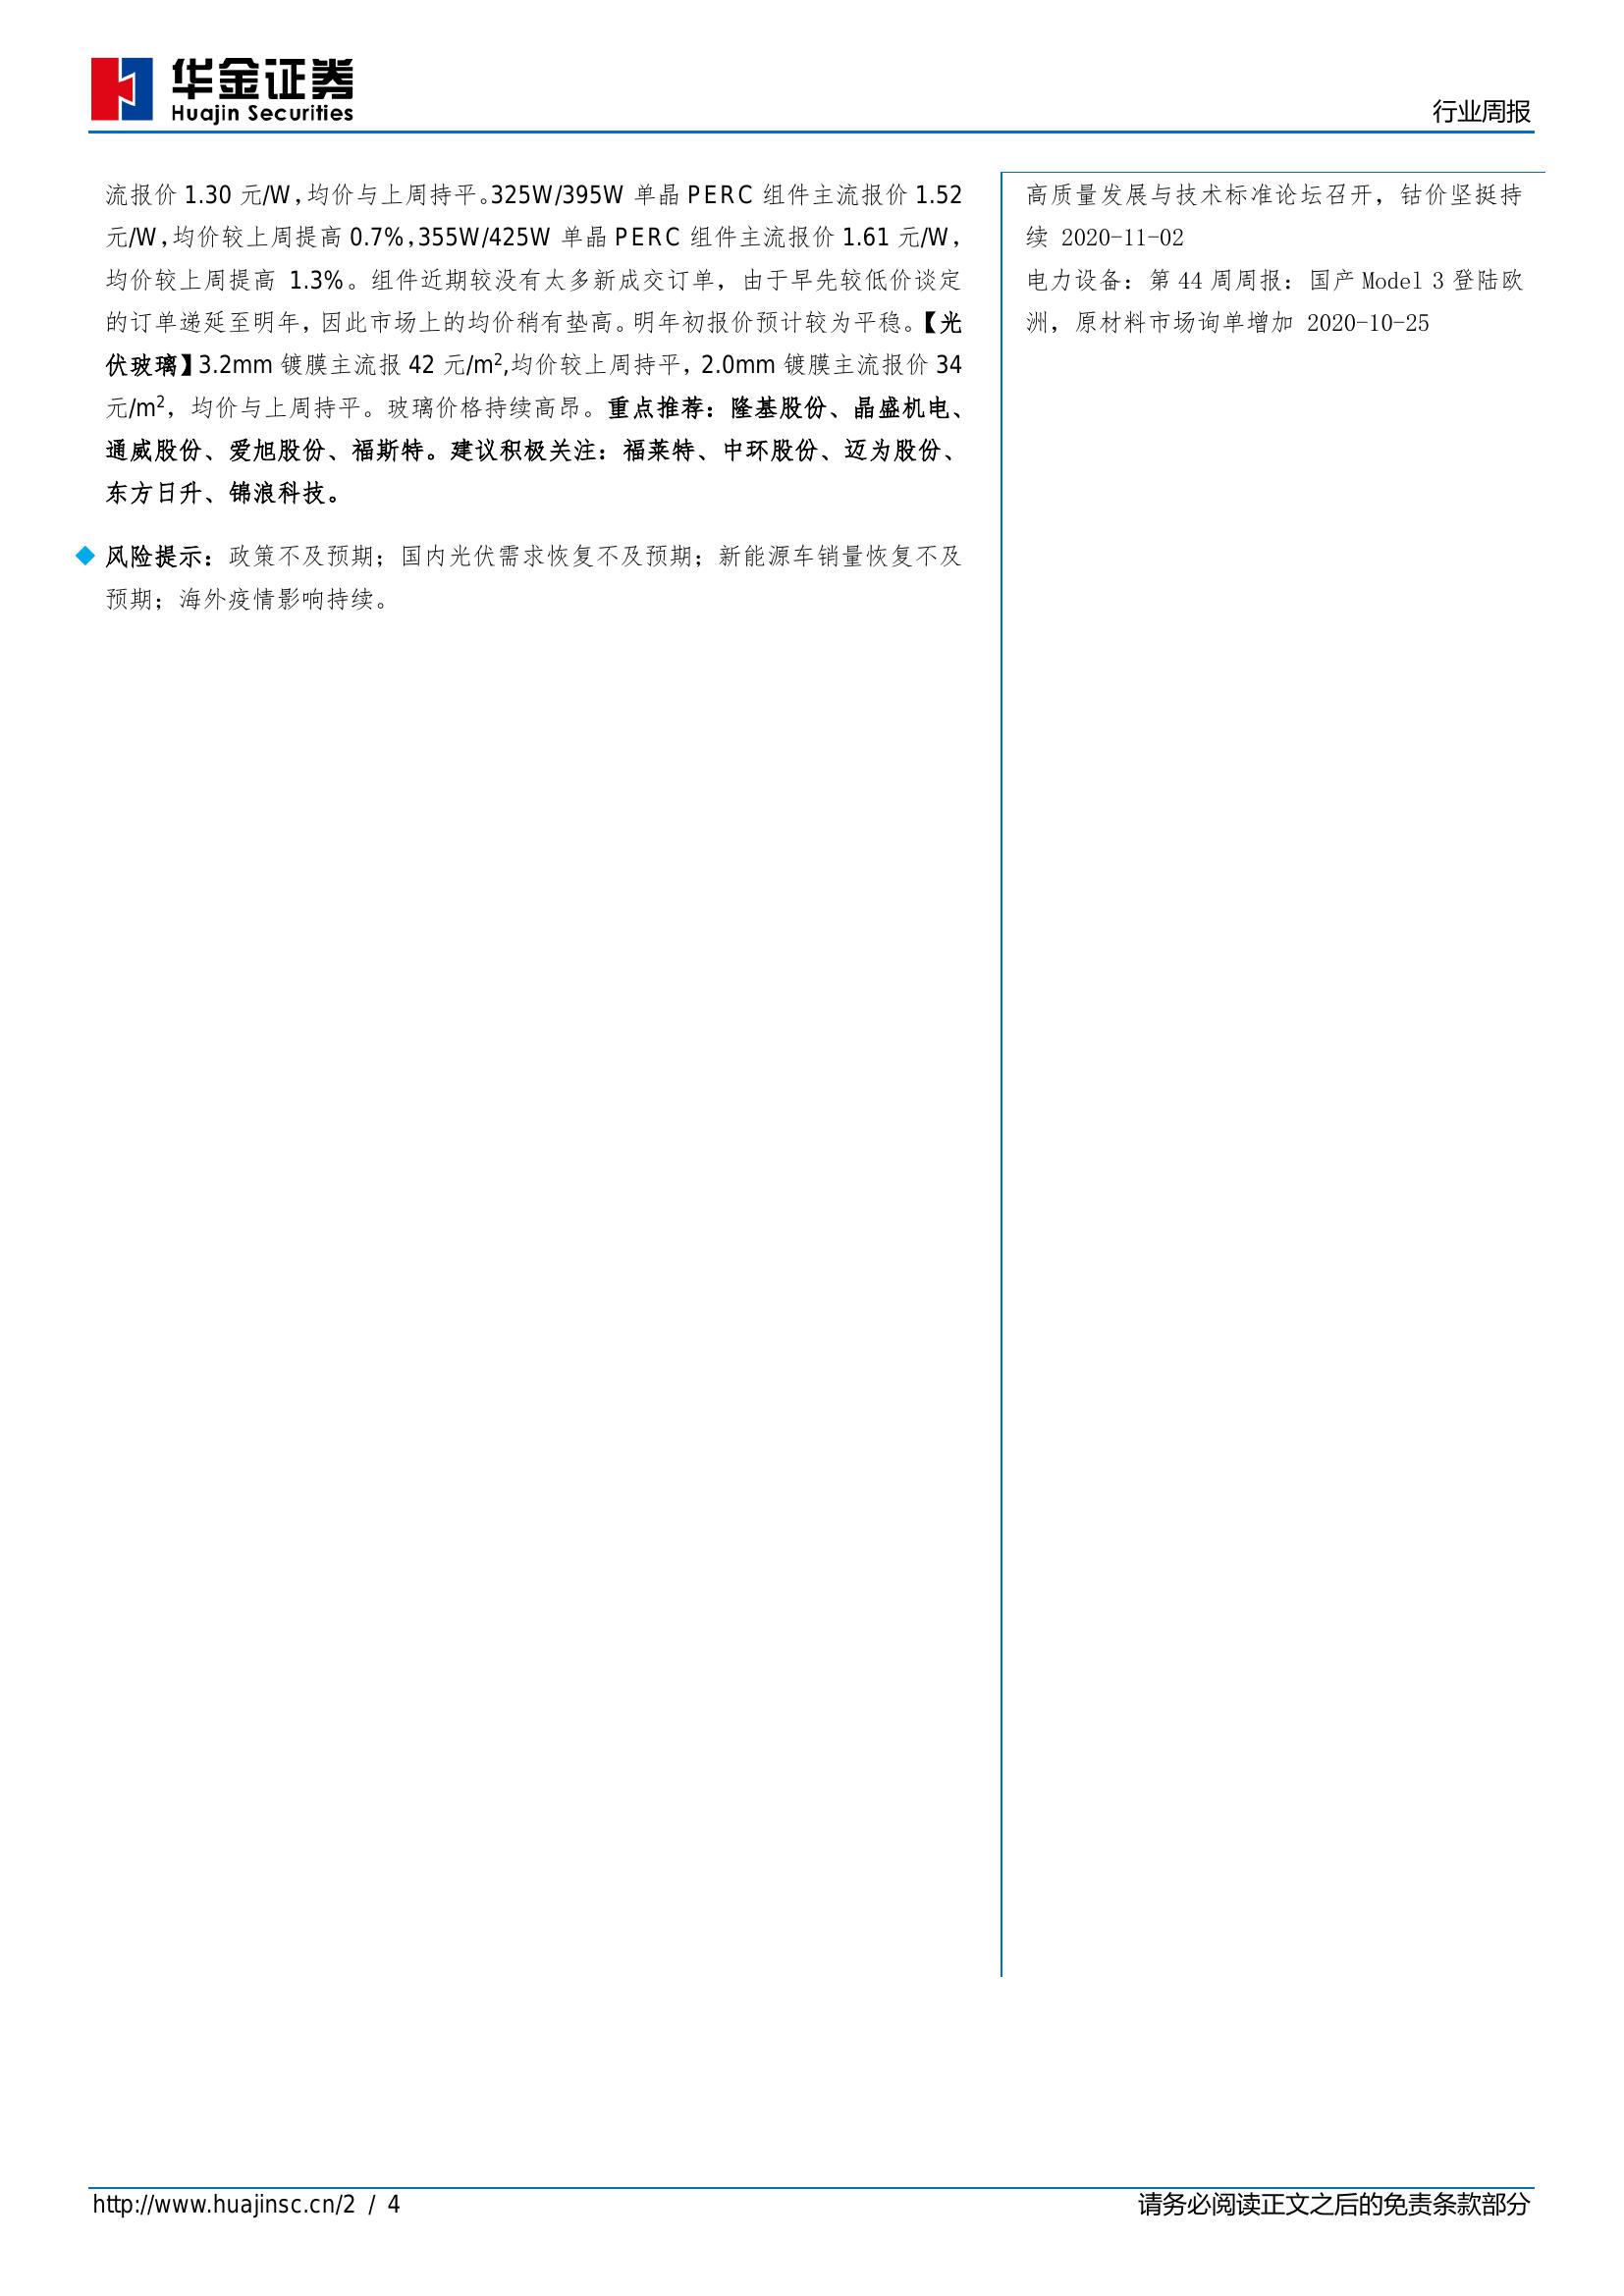 华金证券
Huajin Securities
行业周报
流报价 1.30 元/W，均价与上周持平。325W/395W 单晶 PERC 组件主流报价 1.52
元/W，均价较上周提高 0.7%，355W/425W 单晶 PERC 组件主流报价 1.61 元/W，
均价较上周提高 1.3%。组件近期较没有太多新成交订单，由于早先较低价谈定
的订单递延至明年，因此市场上的均价稍有垫高。明年初报价预计较为平稳。【光
伏玻璃】3.2mm 镀膜主流报 42 元/m²,均价较上周持平，2.0mm 镀膜主流报价 34
元/m²，均价与上周持平。玻璃价格持续高昂。重点推荐：隆基股份、晶盛机电、
通威股份、爱旭股份、福斯特。建议积极关注：福莱特、中环股份、迈为股份、
东方日升、锦浪科技。
◆ 风险提示：政策不及预期；国内光伏需求恢复不及预期；新能源车销量恢复不及
预期；海外疫情影响持续。
高质量发展与技术标准论坛召开，钴价坚挺持
续 2020-11-02
电力设备：第 44 周周报：国产 Model 3 登陆欧
洲，原材料市场询单增加 2020-10-25
http://www.huajinsc.cn/2 / 4
请务必阅读正文之后的免责条款部分